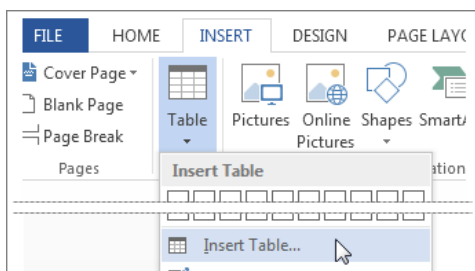 FILE HOME INSERT DESIGN PAGE LAYO
Cover Page
Blank Page
Page Break
Table
Pictures
Online Pictures
Shapes
SmartA
Pages
Insert Table
Insert Table...